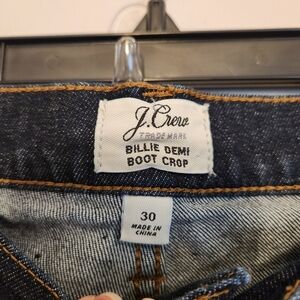 J.Crew
TRADEMARK
BILLIE DEMI
BOOT CROP
30
MADE IN
CHINA